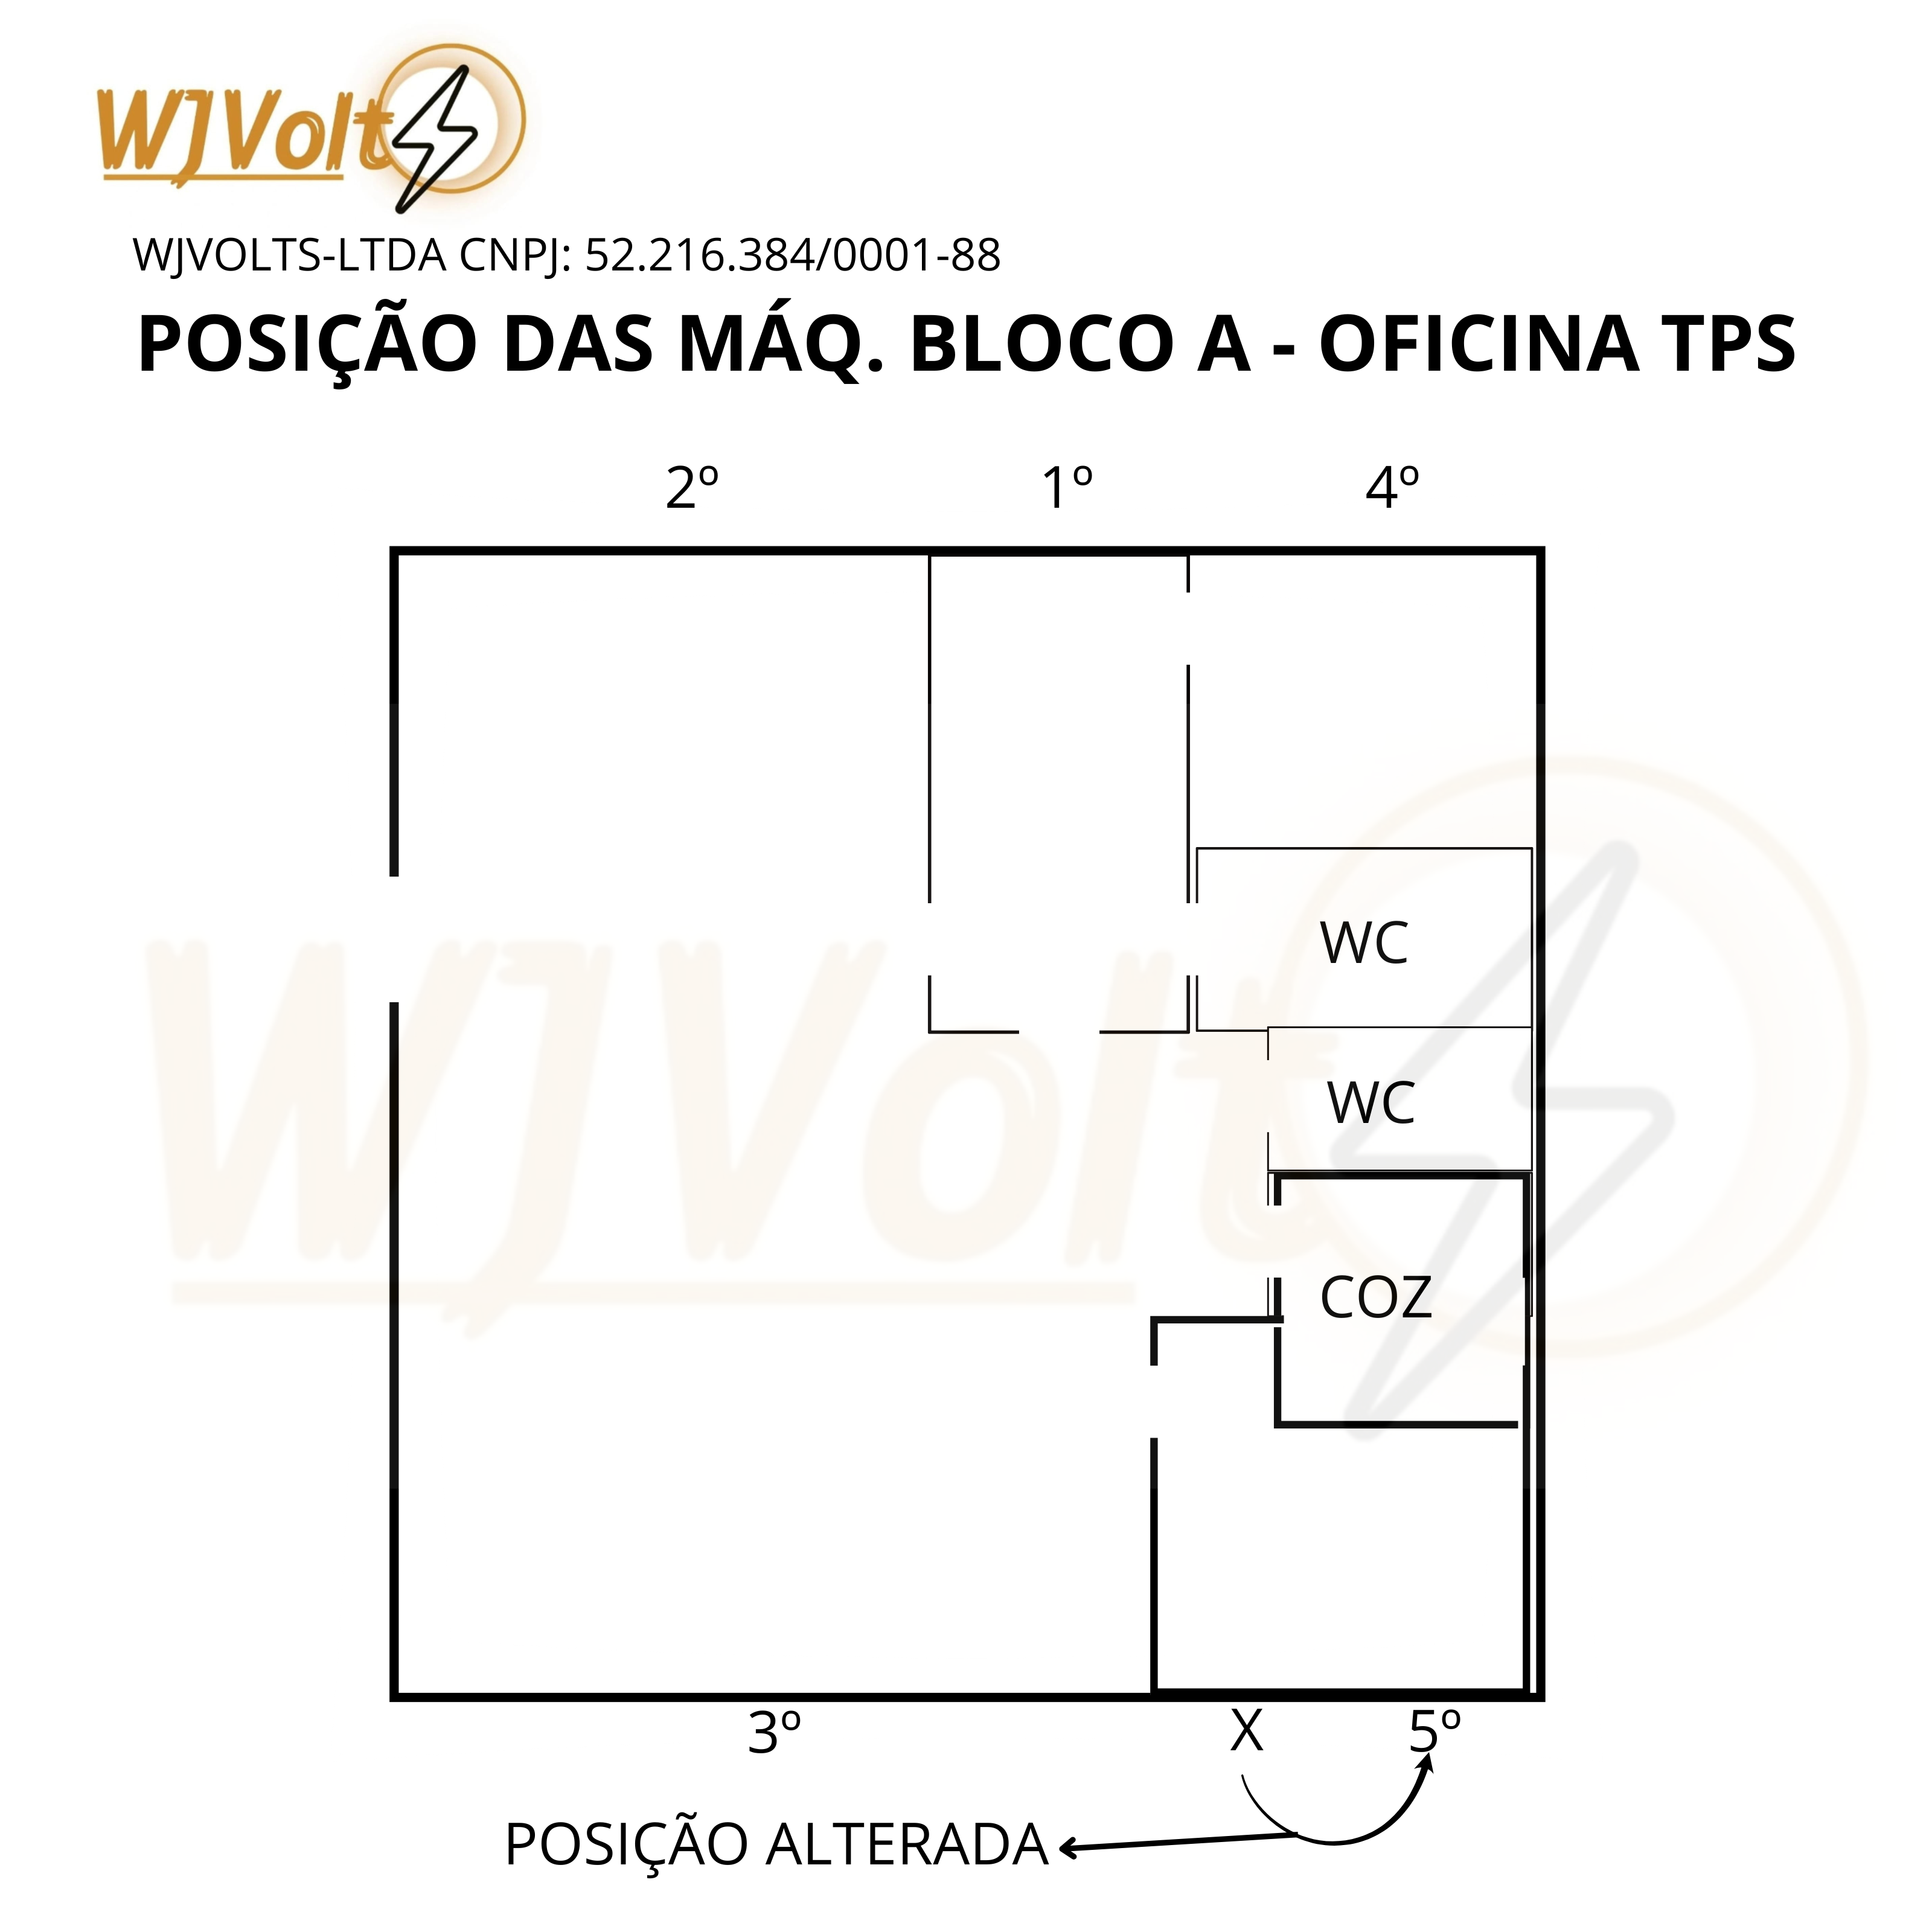 WJVolt
WJVOLTS-LTDA CNPJ: 52.216.384/0001-88
POSIÇÃO DAS MÁQ. BLOCO A - OFICINA TPS
2º 1º 4º
WC
WJVolt
WC
COZ
3º X 5º
POSIÇÃO ALTERADA